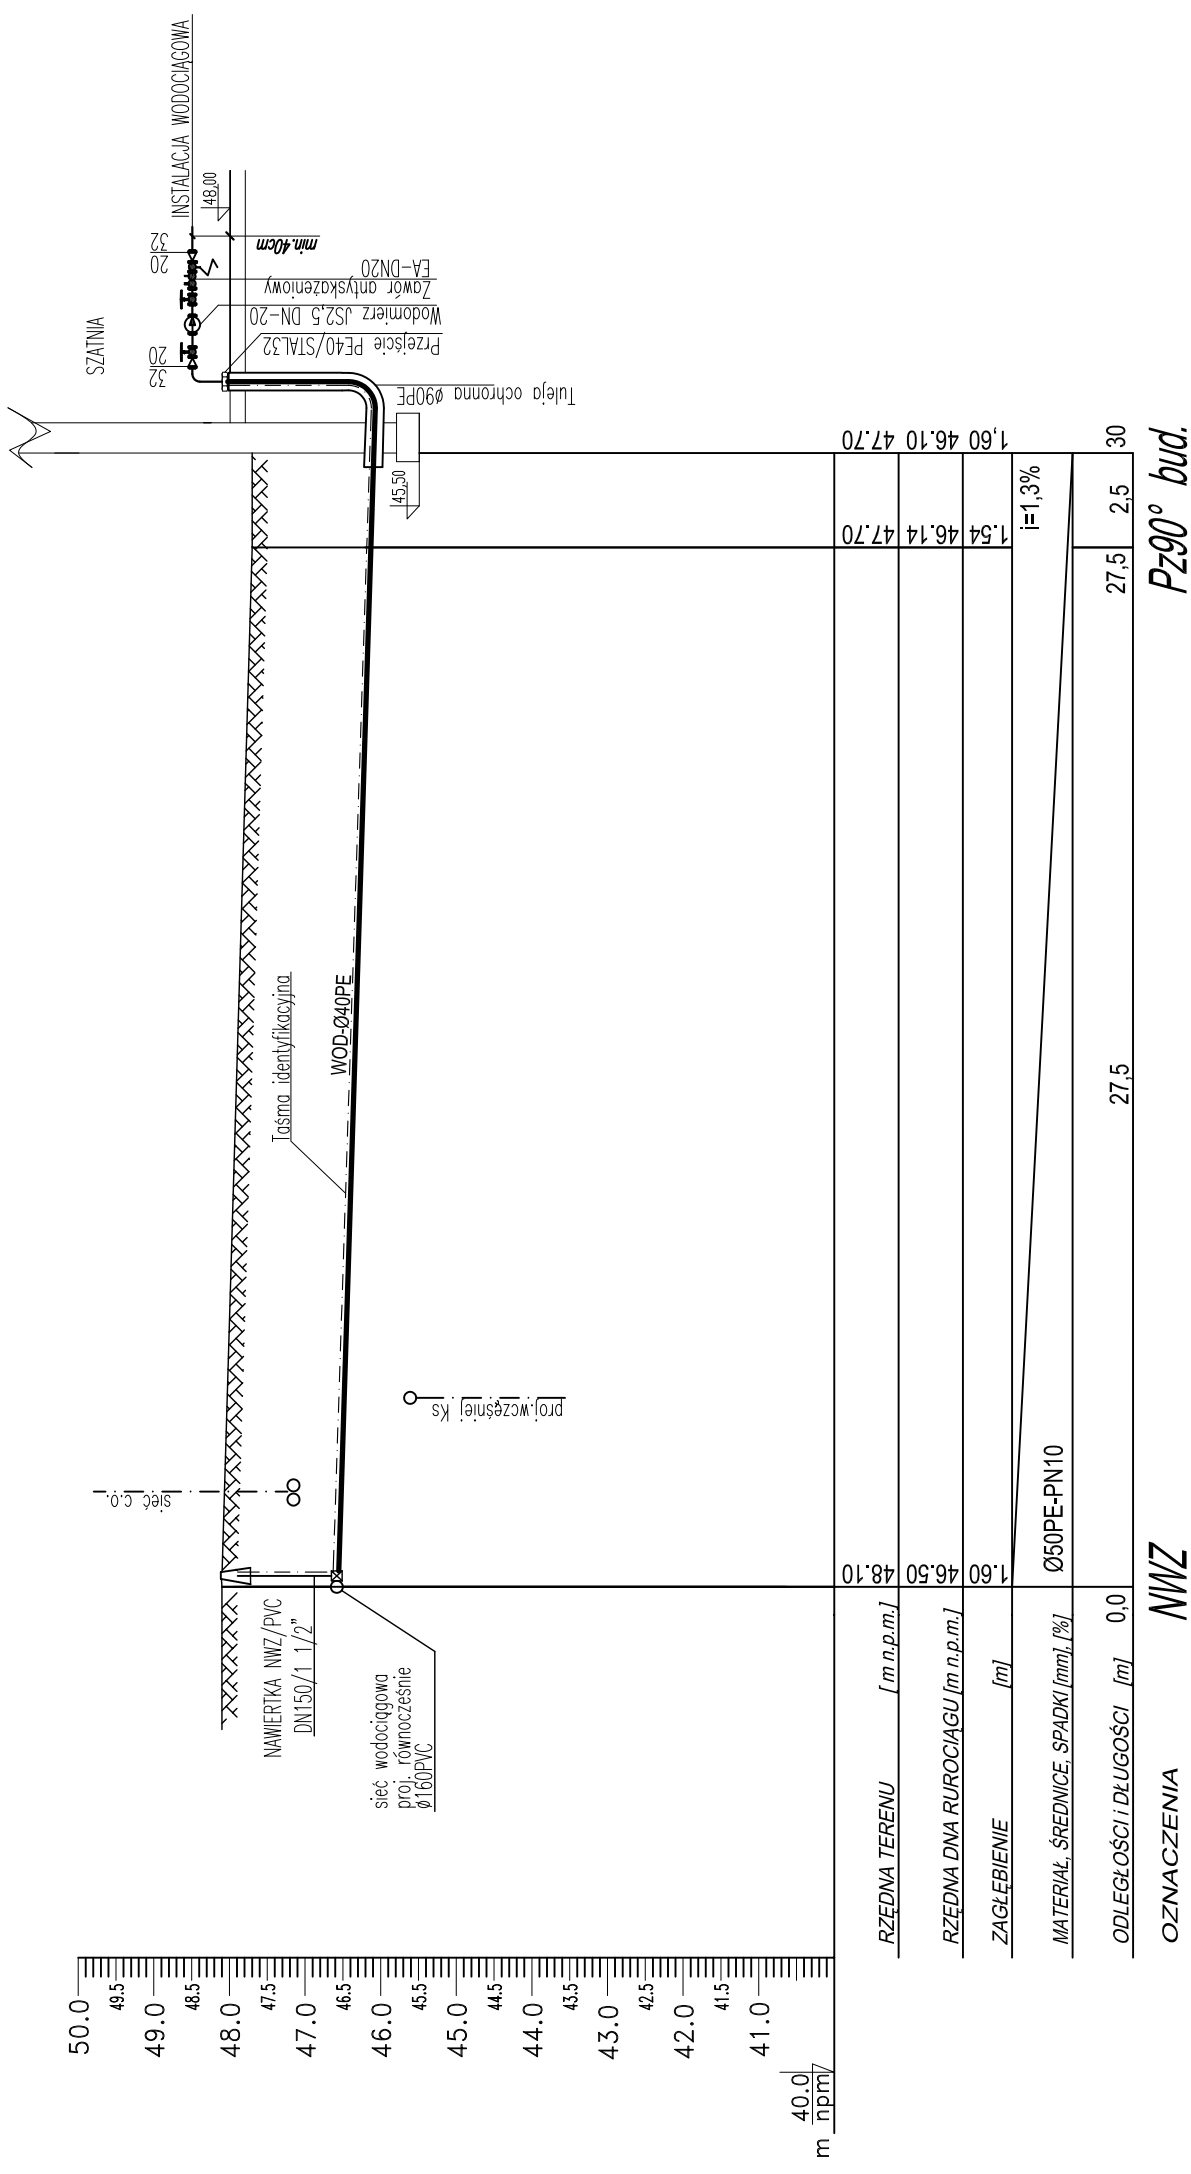 INSTALACJA WODOCIĄGOWA
SZATNIA
32
20
20
32
48,00
min.40cm
Zawór antyskażeniowy
EA-DN20
Wodomierz JS2,5 DN-20
Przejście PE40/STAL32
Tuleja ochronna ø90PE
45,50
Taśma identyfikacyjna
WOD-Ø40PE
sieć c.o.
proj.wcześniej Ks
NAWIERTKA NWZ/PVC
DN150/1 1/2"
sieć wodociągowa
proj. równocześnie
ø160PVC
50.0
49.5
49.0
48.5
48.0
47.5
47.0
46.5
46.0
45.5
45.0
44.5
44.0
43.5
43.0
42.5
42.0
41.5
41.0
40.0
m npm
RZĘDNA TERENU [m n.p.m.] 48.10 47.70 47.70
RZĘDNA DNA RUROCIĄGU [m n.p.m.] 46.50 46.14 46.10
ZAGŁĘBIENIE [m] 1.60 1.54 1,60
MATERIAŁ, ŚREDNICE, SPADKI [mm], [%] Ø50PE-PN10 i=1,3%
ODLEGŁOŚCI i DŁUGOŚCI [m] 0,0 27,5 27,5 2,5 30
OZNACZENIA NWZ Pz90° bud.